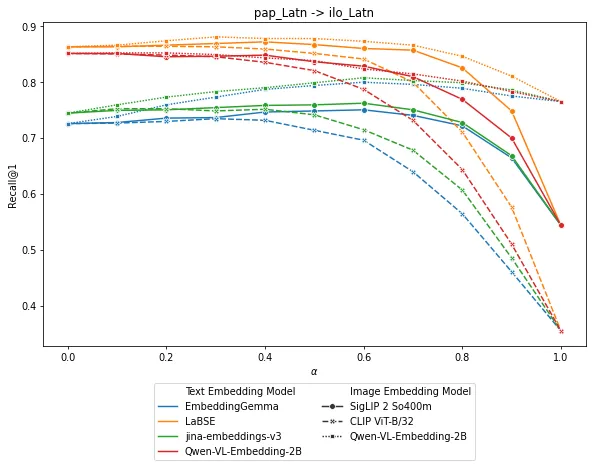 pap_Latn -> ilo_Latn
Recall@1
0.9
0.8
0.7
0.6
0.5
0.4
0.0
0.2
0.4
0.6
0.8
1.0
α
Text Embedding Model
EmbeddingGemma
LaBSE
jina-embeddings-v3
Qwen-VL-Embedding-2B
Image Embedding Model
SigLIP 2 So400m
CLIP ViT-B/32
Qwen-VL-Embedding-2B